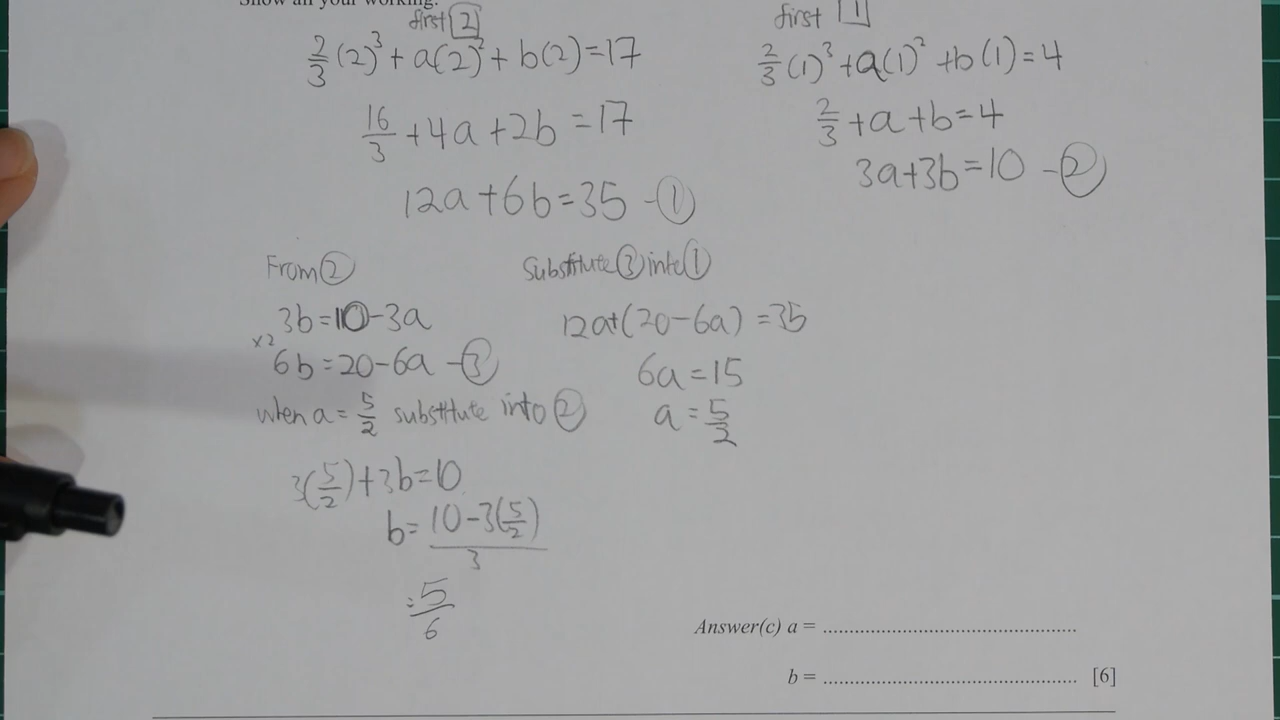 Show all your working.
first 2
2/3 (2)³ + a(2)² + b(2) = 17
16/3 + 4a + 2b = 17
12a + 6b = 35 - ①
first 1
2/3 (1)³ + a(1)² + b(1) = 4
2/3 + a + b = 4
3a + 3b = 10 - ②
From ②
3b = 10 - 3a
×2
6b = 20 - 6a - ③
Substitute ③ into ①
12a + (20 - 6a) = 35
6a = 15
a = 5/2
when a = 5/2 substitute into ②
3(5/2) + 3b = 10
b = (10 - 3(5/2))/3
= 5/6
Answer(c) a = ................................................
b = ................................................ [6]